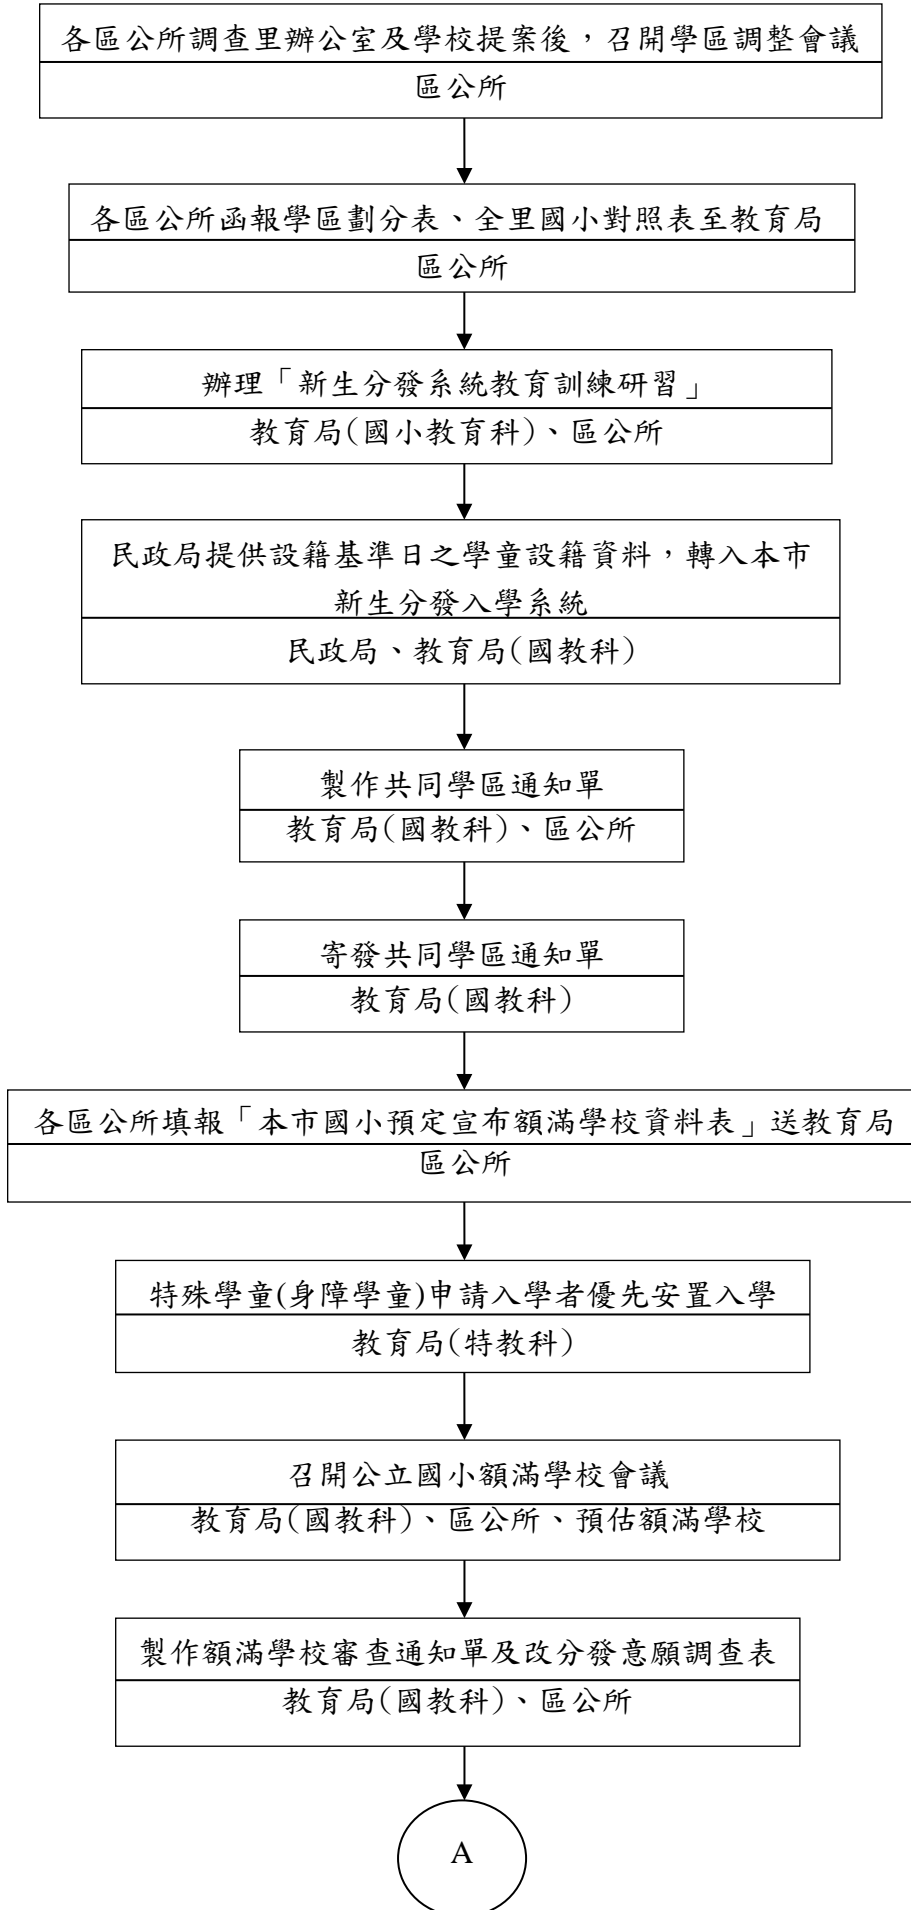 各區公所調查里辦公室及學校提案後，召開學區調整會議
區公所
各區公所函報學區劃分表、全里國小對照表至教育局
區公所
辦理「新生分發系統教育訓練研習」
教育局(國小教育科)、區公所
民政局提供設籍基準日之學童設籍資料，轉入本市
新生分發入學系統
民政局、教育局(國教科)
製作共同學區通知單
教育局(國教科)、區公所
寄發共同學區通知單
教育局(國教科)
各區公所填報「本市國小預定宣布額滿學校資料表」送教育局
區公所
特殊學童(身障學童)申請入學者優先安置入學
教育局(特教科)
召開公立國小額滿學校會議
教育局(國教科)、區公所、預估額滿學校
製作額滿學校審查通知單及改分發意願調查表
教育局(國教科)、區公所
A